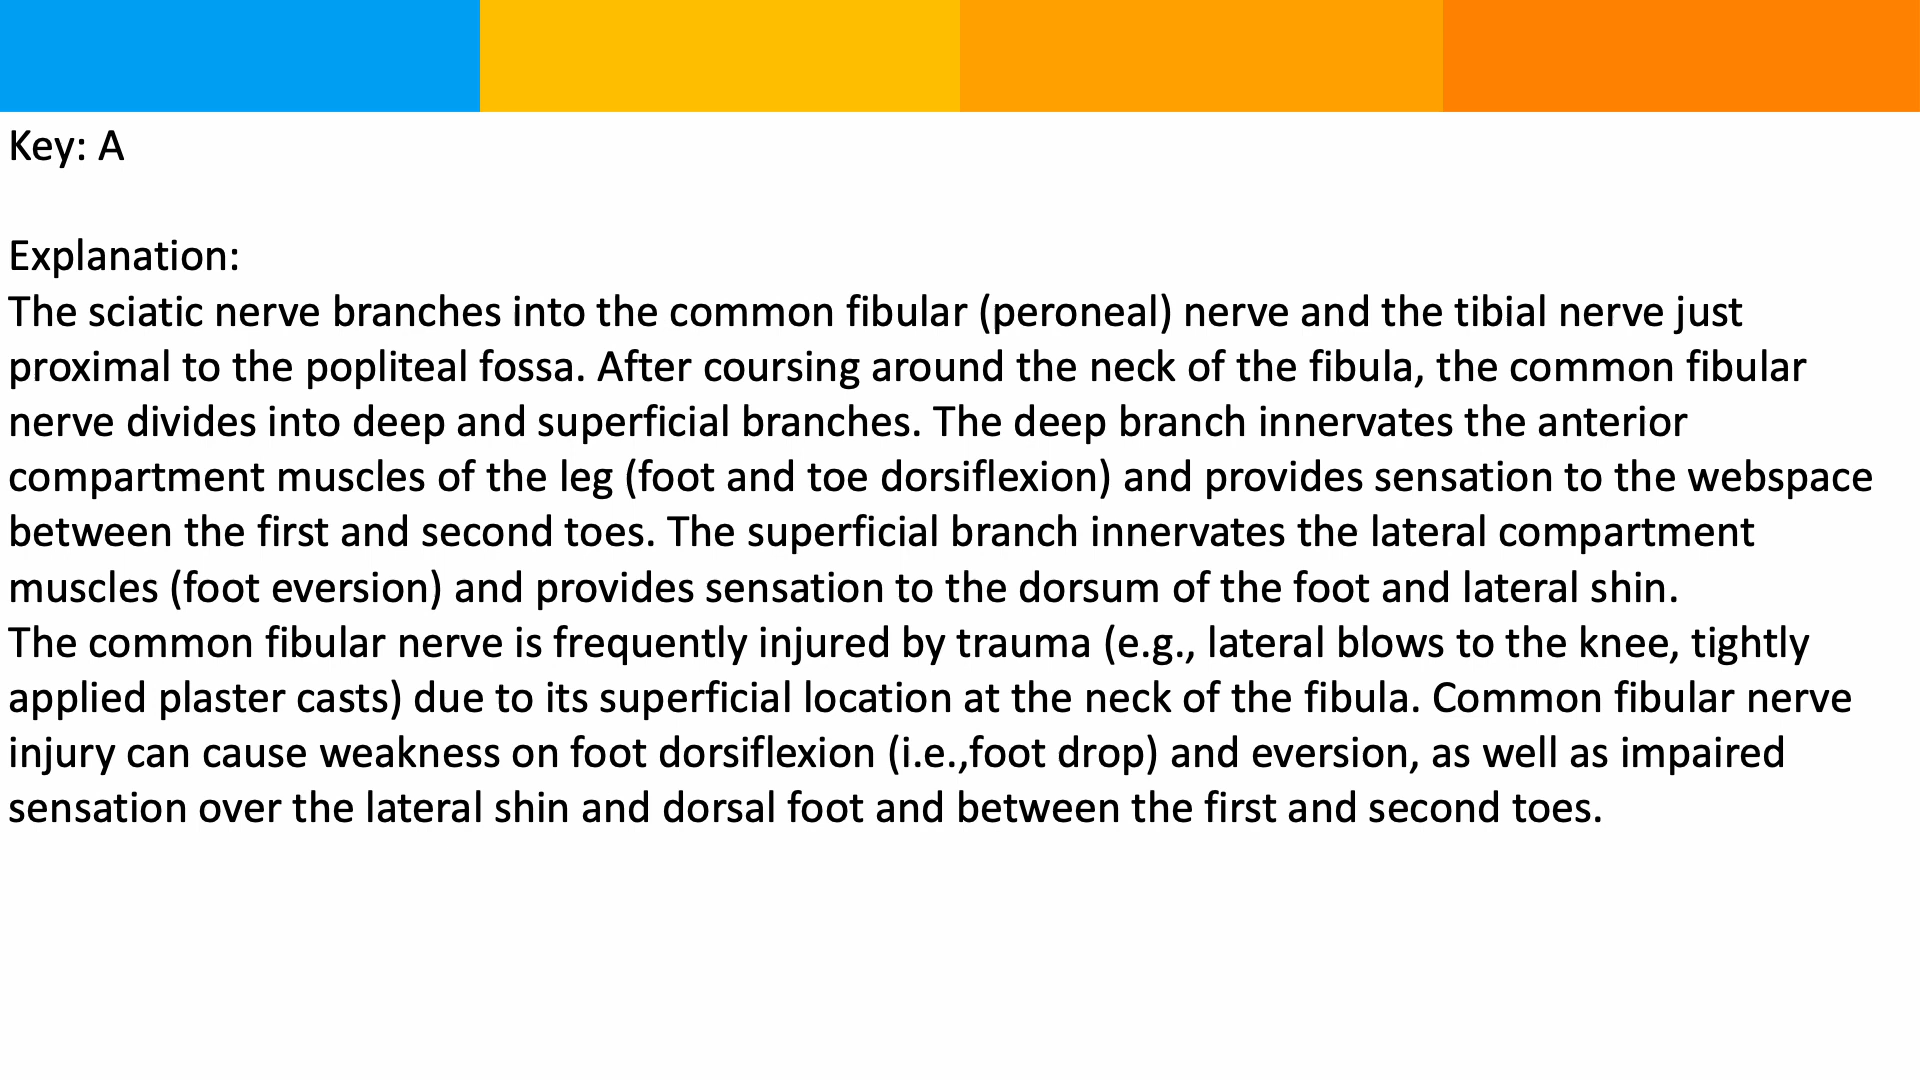 Key: A
Explanation:
The sciatic nerve branches into the common fibular (peroneal) nerve and the tibial nerve just
proximal to the popliteal fossa. After coursing around the neck of the fibula, the common fibular
nerve divides into deep and superficial branches. The deep branch innervates the anterior
compartment muscles of the leg (foot and toe dorsiflexion) and provides sensation to the webspace
between the first and second toes. The superficial branch innervates the lateral compartment
muscles (foot eversion) and provides sensation to the dorsum of the foot and lateral shin.
The common fibular nerve is frequently injured by trauma (e.g., lateral blows to the knee, tightly
applied plaster casts) due to its superficial location at the neck of the fibula. Common fibular nerve
injury can cause weakness on foot dorsiflexion (i.e.,foot drop) and eversion, as well as impaired
sensation over the lateral shin and dorsal foot and between the first and second toes.